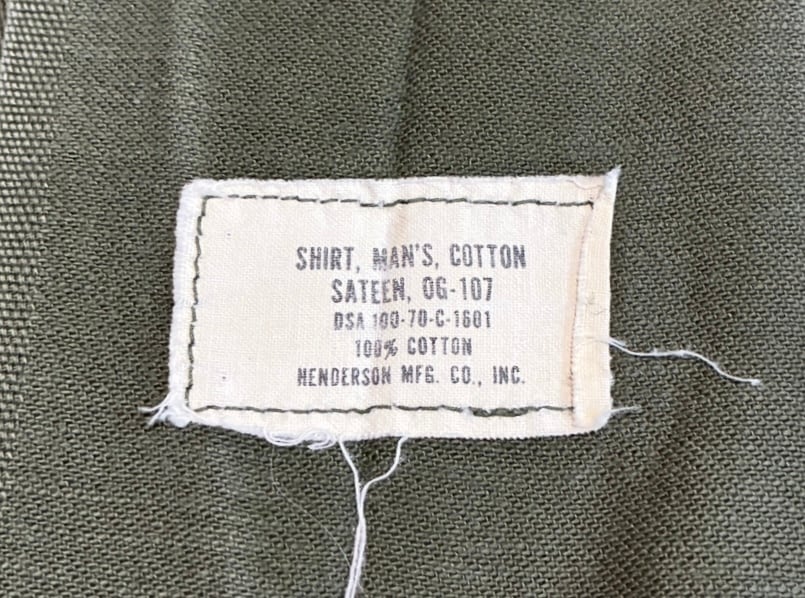 SHIRT, MAN'S, COTTON
SATEEN, OG-107
DSA 100-70-C-1601
100% COTTON
HENDERSON MFG. CO., INC.